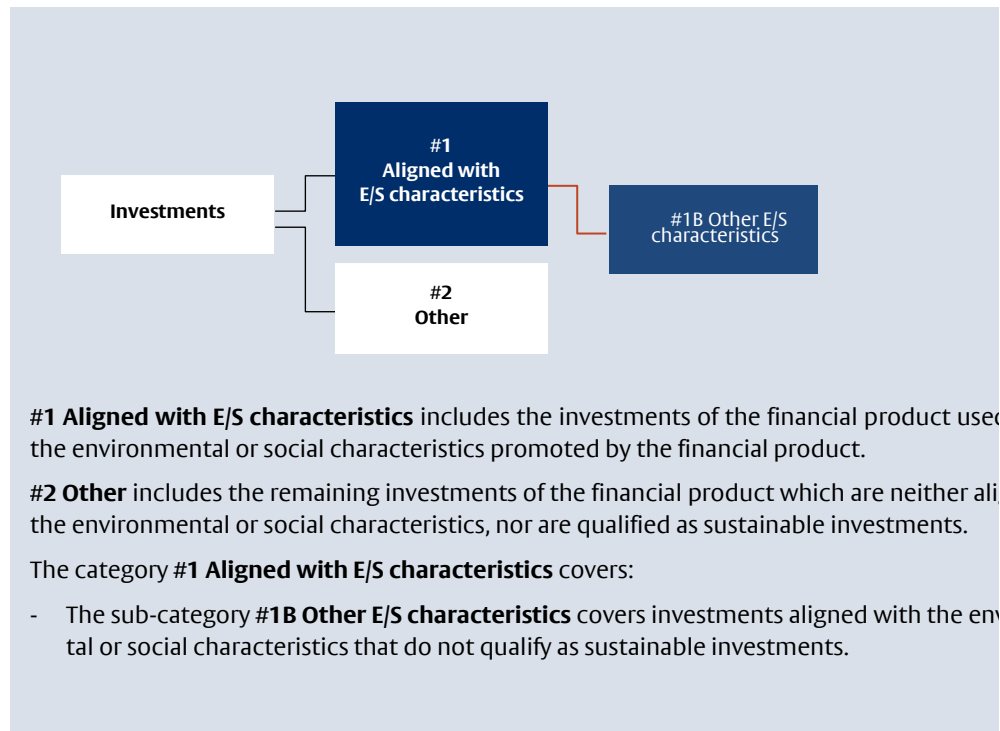 #1
Aligned with
E/S characteristics
Investments
#1B Other E/S
characteristics
#2
Other
#1 Aligned with E/S characteristics includes the investments of the financial product used
the environmental or social characteristics promoted by the financial product.
#2 Other includes the remaining investments of the financial product which are neither
the environmental or social characteristics, nor are qualified as sustainable investments.
The category #1 Aligned with E/S characteristics covers:
- The sub-category #1B Other E/S characteristics covers investments aligned with the
tal or social characteristics that do not qualify as sustainable investments.